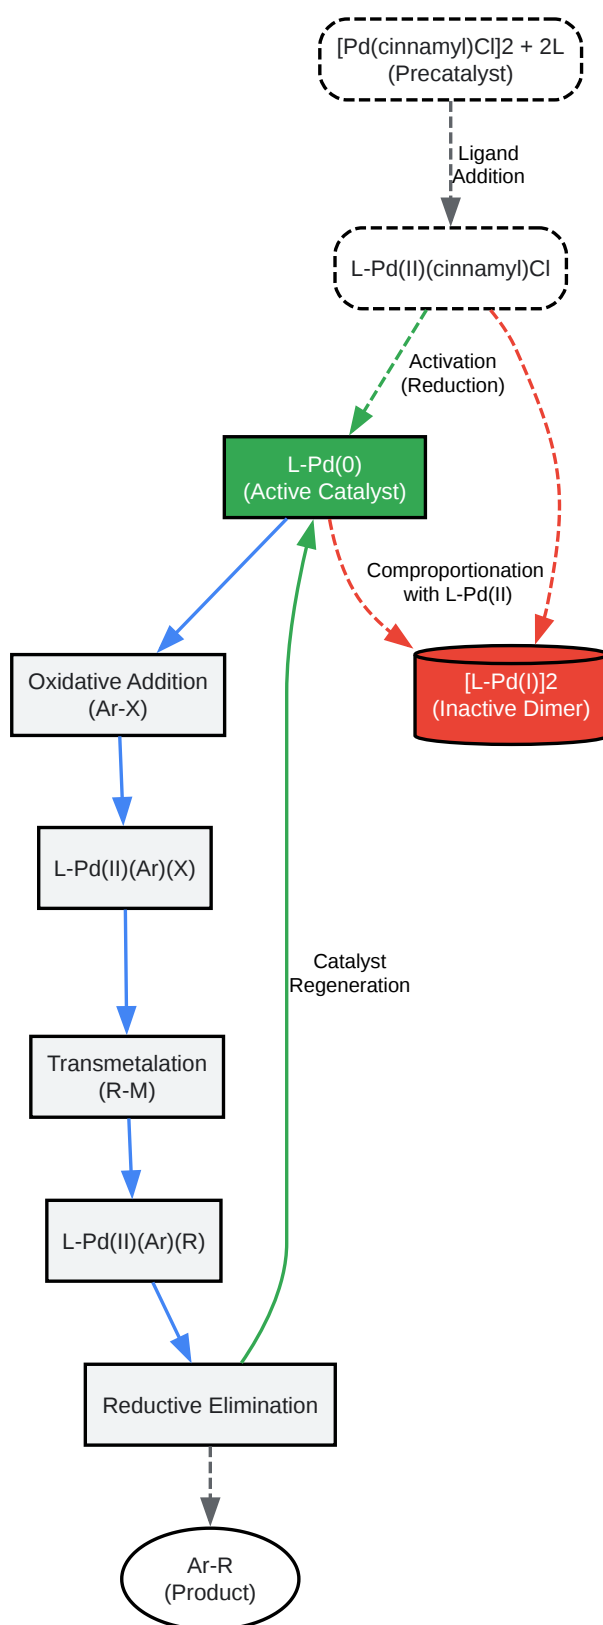 [Pd(cinnamyl)Cl]2 + 2L
(Precatalyst)
Ligand
Addition
L-Pd(II)(cinnamyl)Cl
Activation
(Reduction)
L-Pd(0)
(Active Catalyst)
Comproportionation
with L-Pd(II)
Oxidative Addition
(Ar-X)
[L-Pd(I)]2
(Inactive Dimer)
L-Pd(II)(Ar)(X)
Catalyst
Regeneration
Transmetalation
(R-M)
L-Pd(II)(Ar)(R)
Reductive Elimination
Ar-R
(Product)